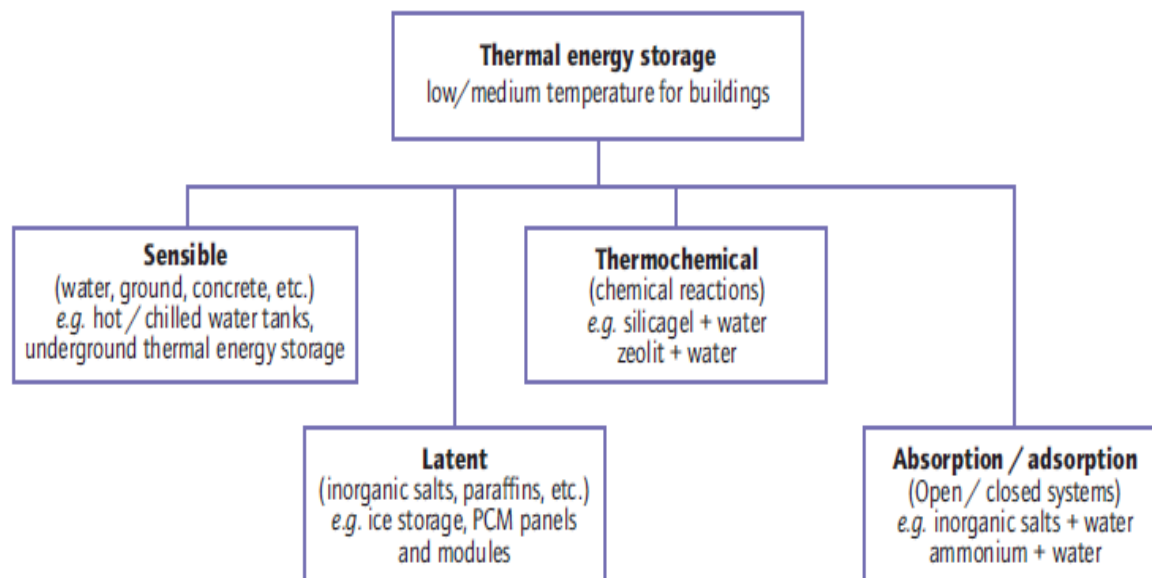 Thermal energy storage
low/medium temperature for buildings
Sensible
(water, ground, concrete, etc.)
e.g. hot / chilled water tanks,
underground thermal energy storage
Thermochemical
(chemical reactions)
e.g. silicagel + water
zeolit + water
Latent
(inorganic salts, paraffins, etc.)
e.g. ice storage, PCM panels
and modules
Absorption / adsorption
(Open / closed systems)
e.g. inorganic salts + water
ammonium + water